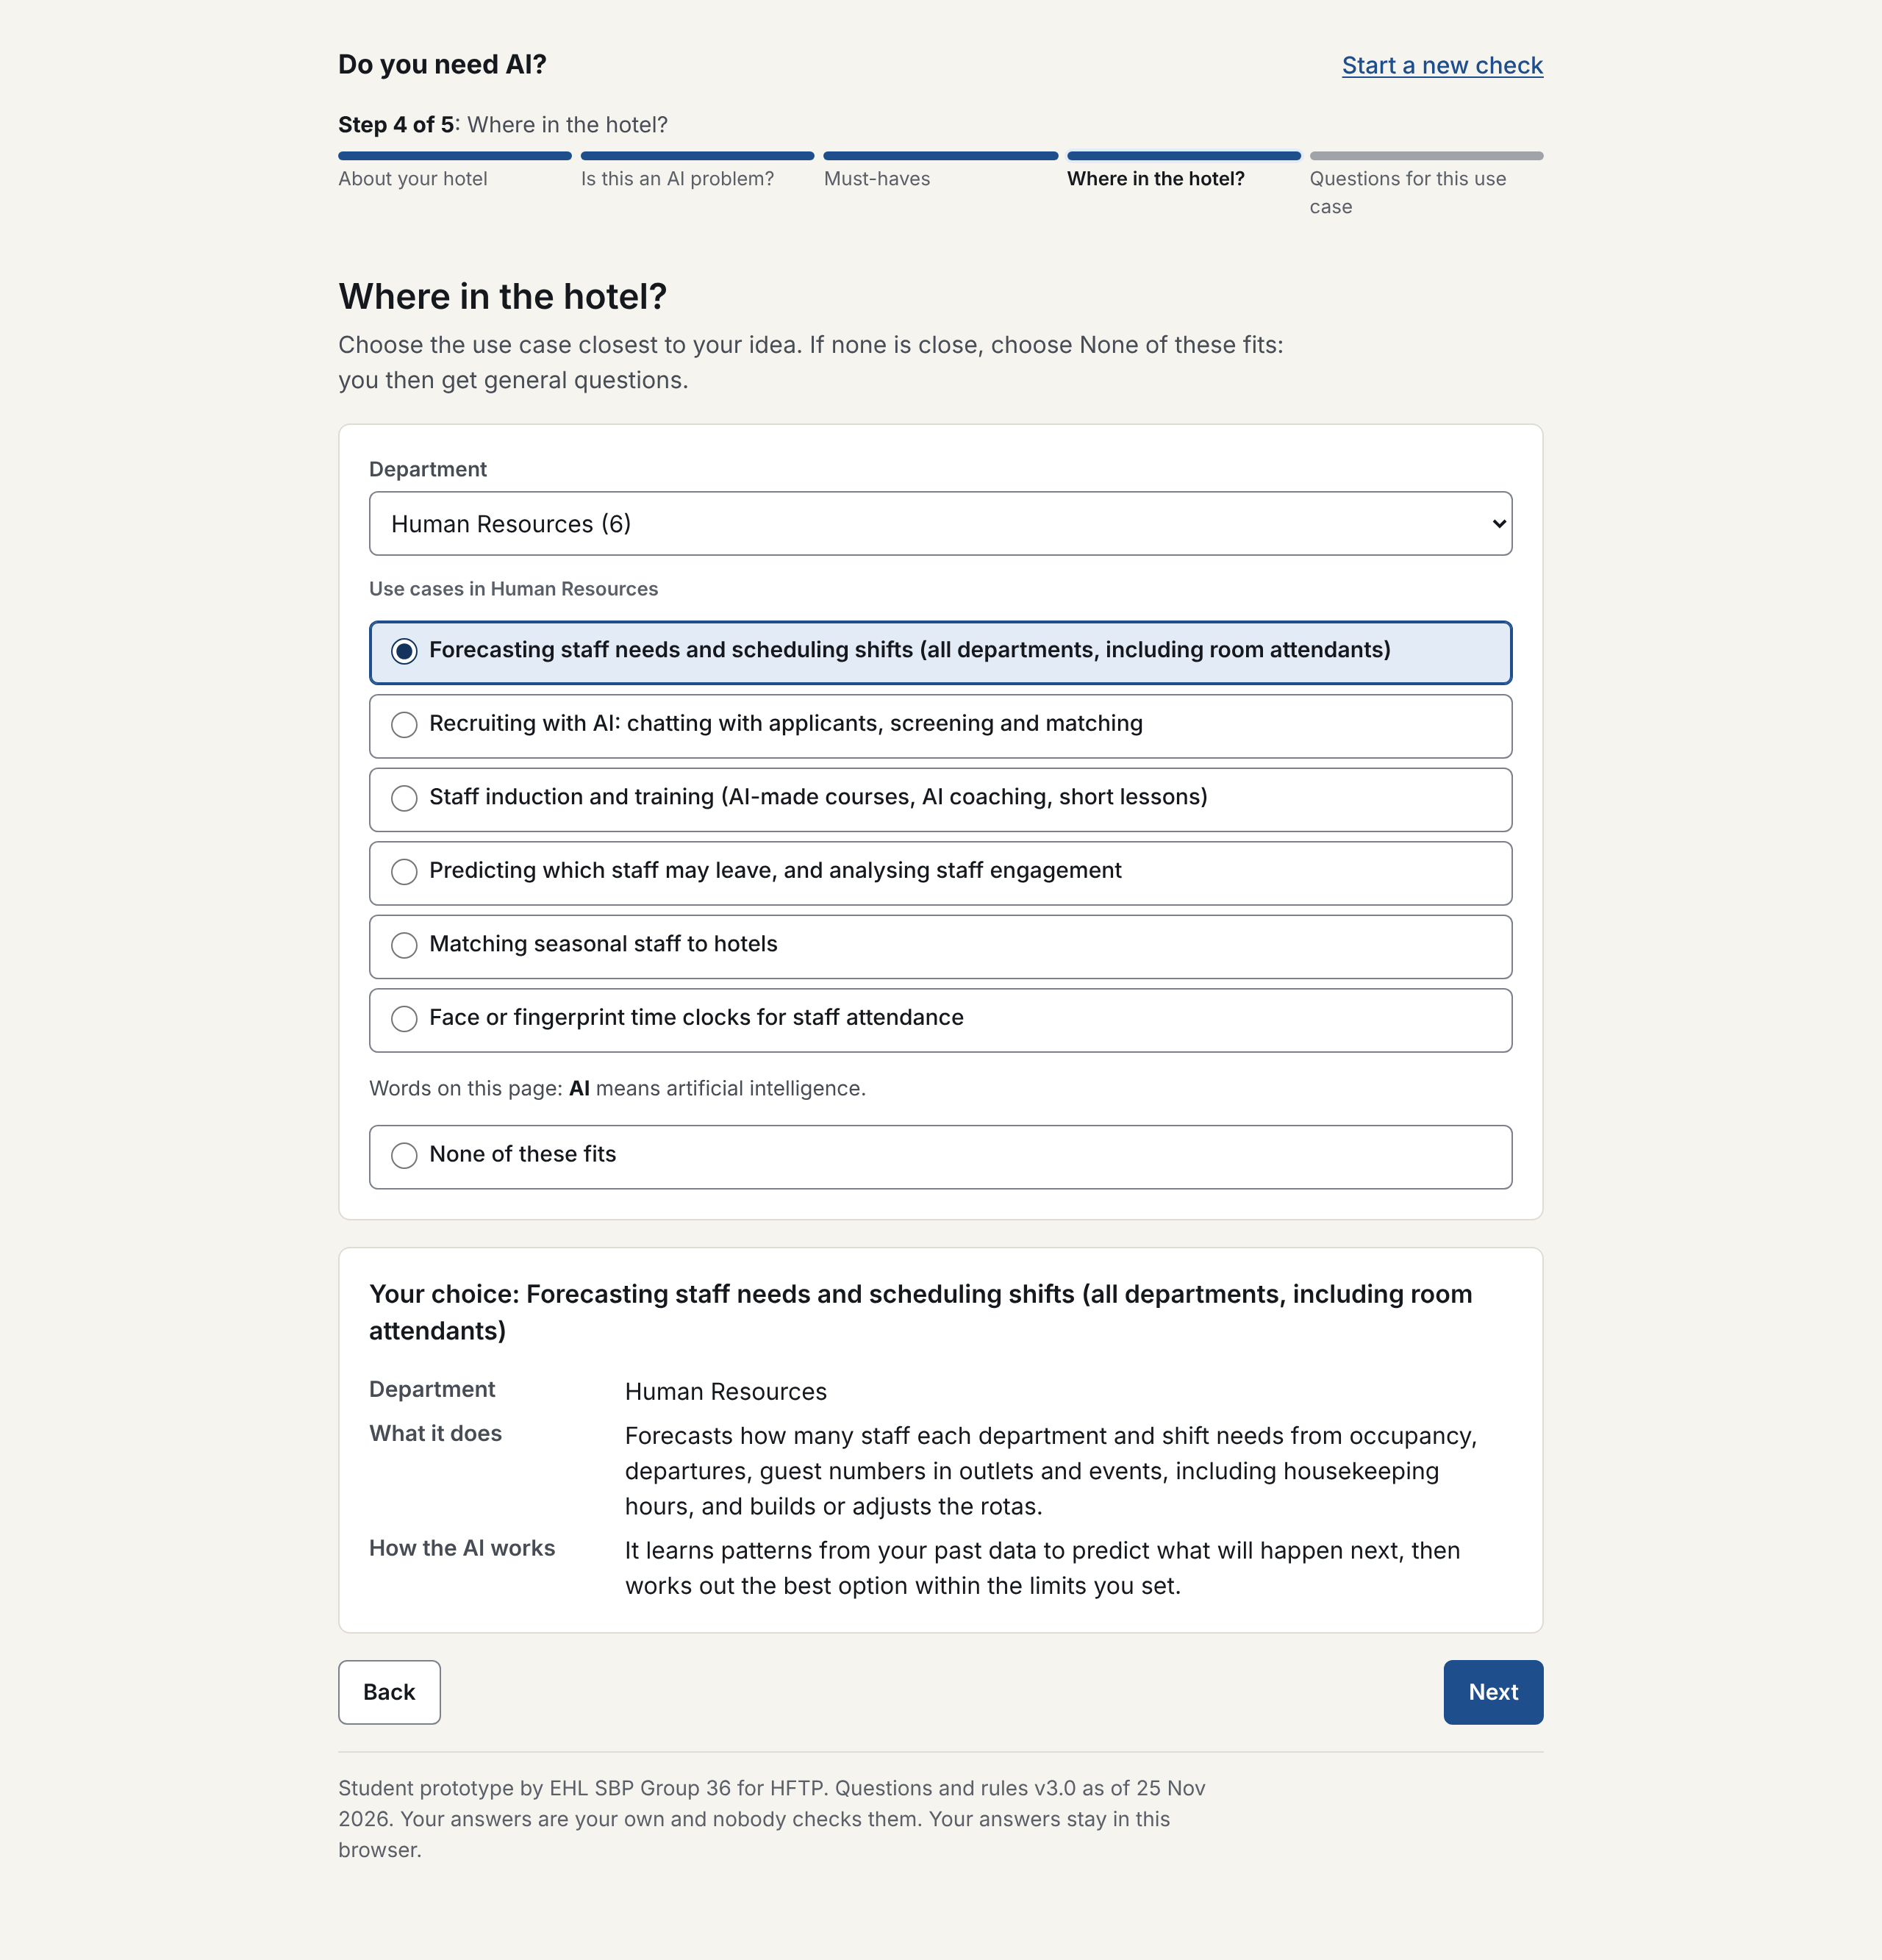 Do you need AI?
Start a new check
Step 4 of 5: Where in the hotel?
About your hotel
Is this an AI problem?
Must-haves
Where in the hotel?
Questions for this use
case
Where in the hotel?
Choose the use case closest to your idea. If none is close, choose None of these fits:
you then get general questions.
Department
Human Resources (6)
Use cases in Human Resources
Forecasting staff needs and scheduling shifts (all departments, including room attendants)
Recruiting with AI: chatting with applicants, screening and matching
Staff induction and training (AI-made courses, AI coaching, short lessons)
Predicting which staff may leave, and analysing staff engagement
Matching seasonal staff to hotels
Face or fingerprint time clocks for staff attendance
Words on this page: AI means artificial intelligence.
None of these fits
Your choice: Forecasting staff needs and scheduling shifts (all departments, including room
attendants)
Department
Human Resources
What it does
Forecasts how many staff each department and shift needs from occupancy,
departures, guest numbers in outlets and events, including housekeeping
hours, and builds or adjusts the rotas.
How the AI works
It learns patterns from your past data to predict what will happen next, then
works out the best option within the limits you set.
Back
Next
Student prototype by EHL SBP Group 36 for HFTP. Questions and rules v3.0 as of 25 Nov
2026. Your answers are your own and nobody checks them. Your answers stay in this
browser.